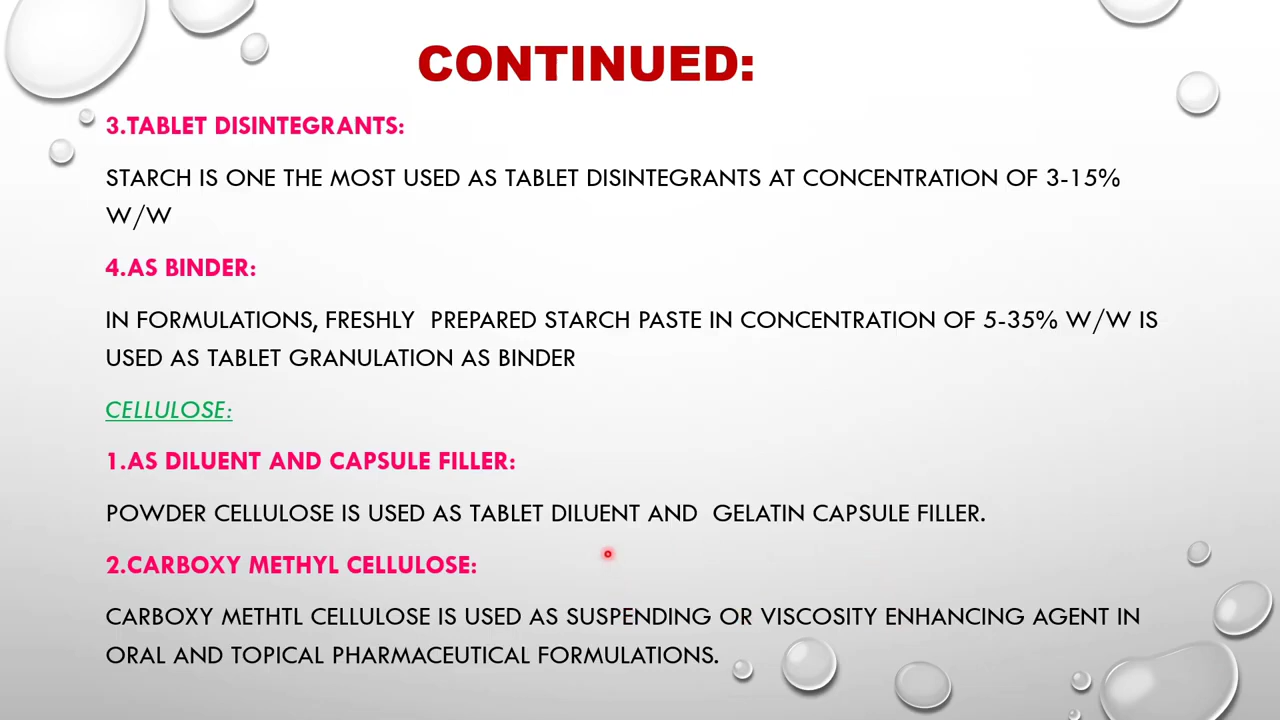 CONTINUED:
3.TABLET DISINTEGRANTS:
STARCH IS ONE THE MOST USED AS TABLET DISINTEGRANTS AT CONCENTRATION OF 3-15%
W/W
4.AS BINDER:
IN FORMULATIONS, FRESHLY  PREPARED STARCH PASTE IN CONCENTRATION OF 5-35% W/W IS
USED AS TABLET GRANULATION AS BINDER
CELLULOSE:
1.AS DILUENT AND CAPSULE FILLER:
POWDER CELLULOSE IS USED AS TABLET DILUENT AND  GELATIN CAPSULE FILLER.
2.CARBOXY METHYL CELLULOSE:
CARBOXY METHTL CELLULOSE IS USED AS SUSPENDING OR VISCOSITY ENHANCING AGENT IN
ORAL AND TOPICAL PHARMACEUTICAL FORMULATIONS.